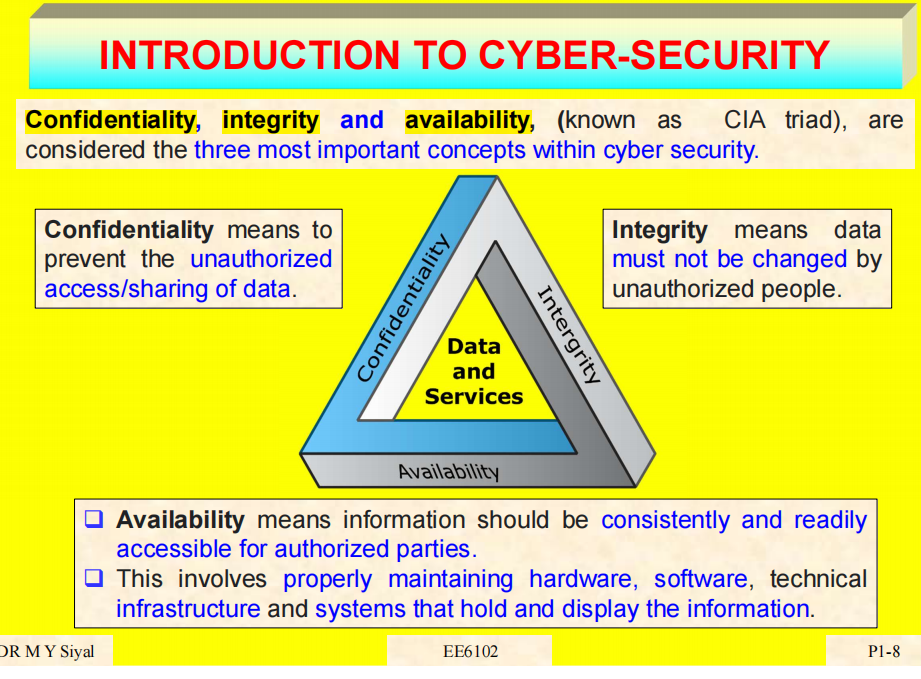 INTRODUCTION TO CYBER-SECURITY
Confidentiality, integrity and availability, (known as CIA triad), are
considered the three most important concepts within cyber security.
Confidentiality means to
prevent the unauthorized
access/sharing of data.
Integrity means data
must not be changed by
unauthorized people.
Confidentiality
Intergrity
Data
and
Services
Availability
❑ Availability means information should be consistently and readily
accessible for authorized parties.
❑ This involves properly maintaining hardware, software, technical
infrastructure and systems that hold and display the information.
DR M Y Siyal
EE6102
P1-8